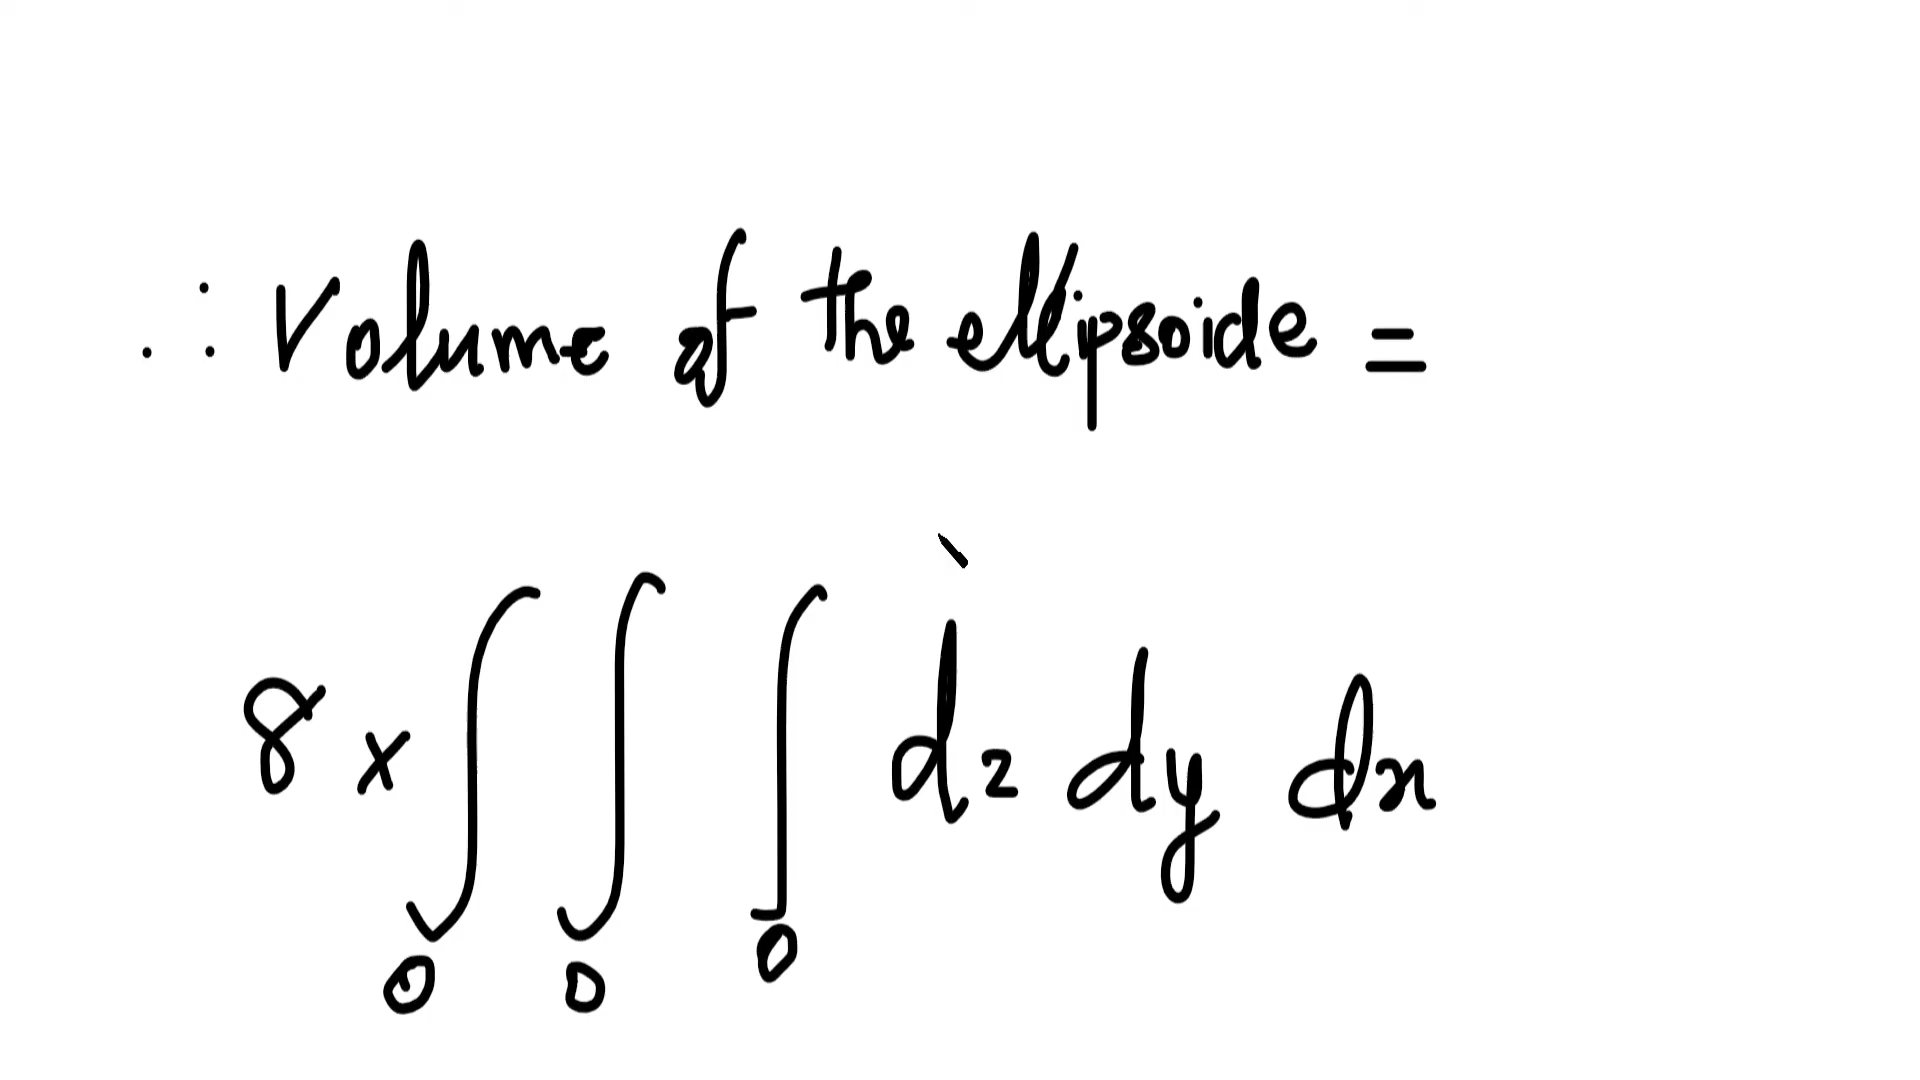 ∴ Volume of the ellipsoide =
8 × ∫₀ ∫₀ ∫₀ dz dy dx